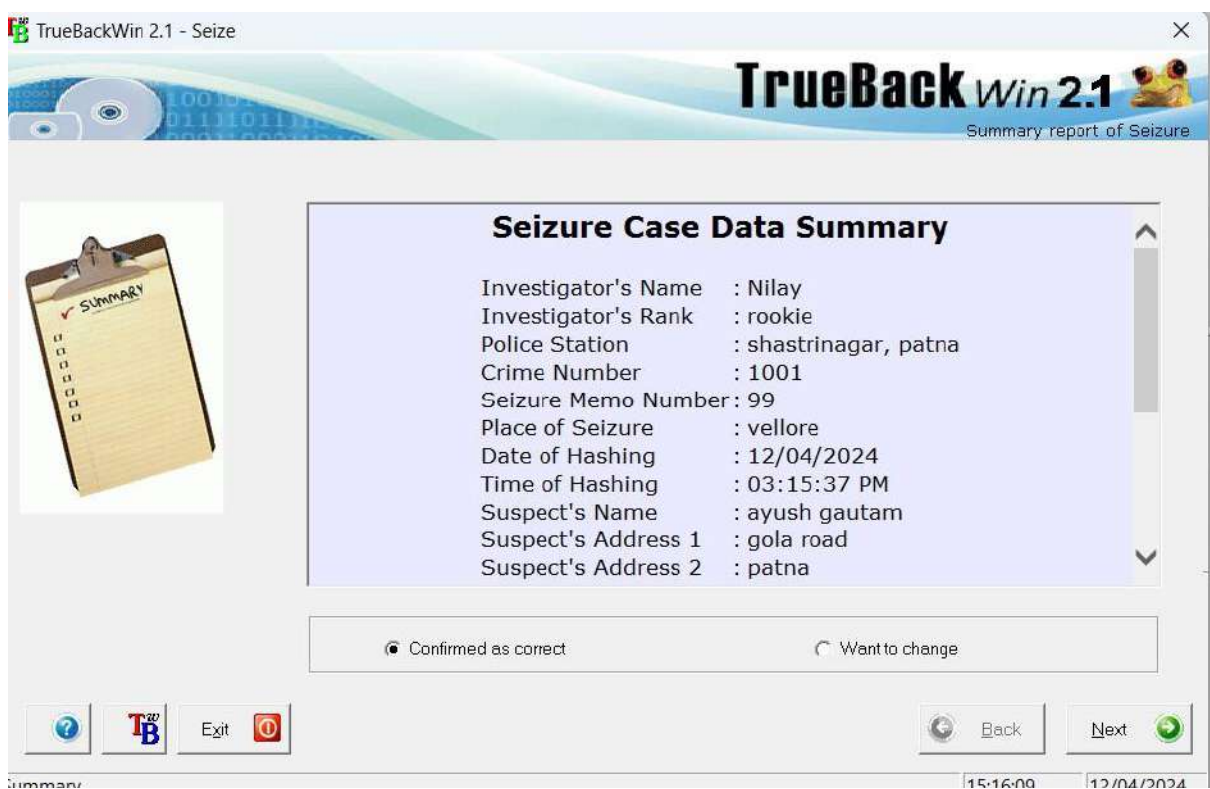 TrueBackWin 2.1 - Seize
TrueBack Win 2.1
Summary report of Seizure
SUMMARY
Seizure Case Data Summary
Investigator's Name : Nilay
Investigator's Rank : rookie
Police Station : shastrinagar, patna
Crime Number : 1001
Seizure Memo Number: 99
Place of Seizure : vellore
Date of Hashing : 12/04/2024
Time of Hashing : 03:15:37 PM
Suspect's Name : ayush gautam
Suspect's Address 1 : gola road
Suspect's Address 2 : patna
Confirmed as correct
Want to change
Exit
Back
Next
Summary
15:16:09
12/04/2024